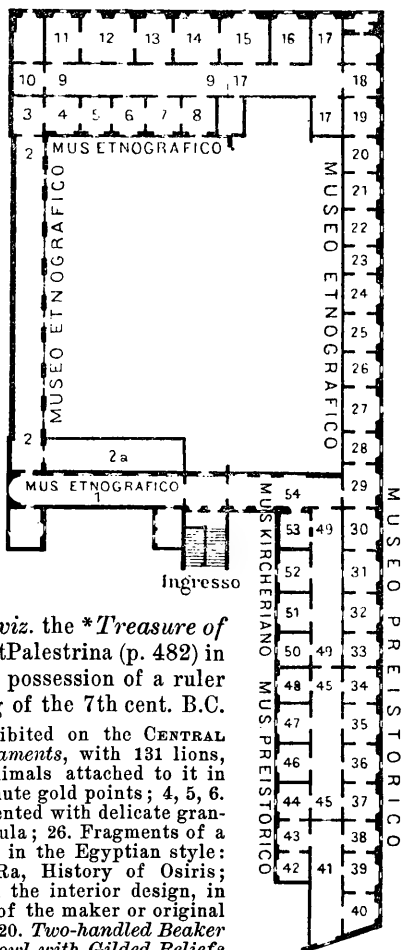 11 12 13 14 15 16 17
10 9 9 17 18
3 4 5 6 7 8 17 19
2 MUS ETNOGRAFICO 20
MUSEO ETNOGRAFICO
MUSEO ETNOGRAFICO
21
22
23
24
25
26
27
2 28
2a
MUS ETNOGRAFICO 54 29
1
MUS KIRCHERIANO
MUS. PREISTORICO
MUSEO PREISTORICO
53 49 30
52 31
51 32
50 49 33
48 45 34
47 35
46 36
44 45 37
43 38
42 41 39
40
Ingresso
viz. the *Treasure of
tPalestrina (p. 482) in
possession of a ruler
g of the 7th cent. B.C.
ibited on the CENTRAL
aments, with 131 lions,
imals attached to it in
ute gold points; 4, 5, 6.
ented with delicate gran-
ula; 26. Fragments of a
in the Egyptian style:
Ra, History of Osiris;
the interior design, in
of the maker or original
20. Two-handled Beaker
owl with Gilded Reliefs